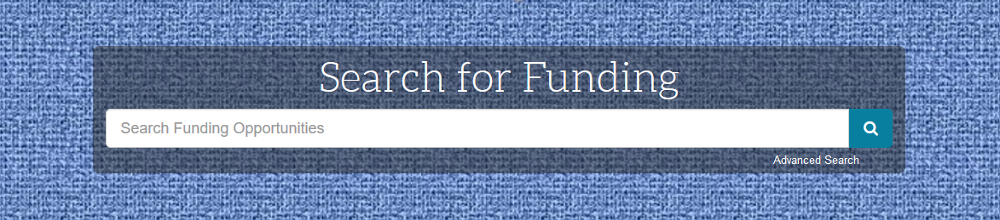 Search for Funding
Search Funding Opportunities
Advanced Search